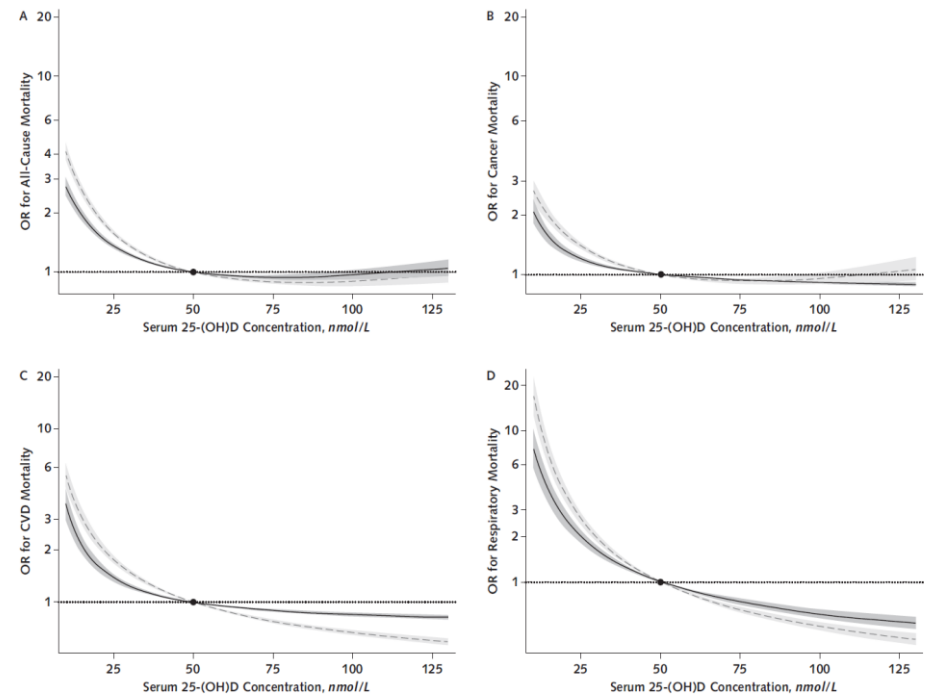 A
20
10
6
4
3
2
1
OR for All-Cause Mortality
25 50 75 100 125
Serum 25-(OH)D Concentration, nmol/L
B
20
10
6
3
2
1
OR for Cancer Mortality
25 50 75 100 125
Serum 25-(OH)D Concentration, nmol/L
C
20
10
6
3
2
1
OR for CVD Mortality
25 50 75 100 125
Serum 25-(OH)D Concentration, nmol/L
D
20
10
6
3
2
1
OR for Respiratory Mortality
25 50 75 100 125
Serum 25-(OH)D Concentration, nmol/L